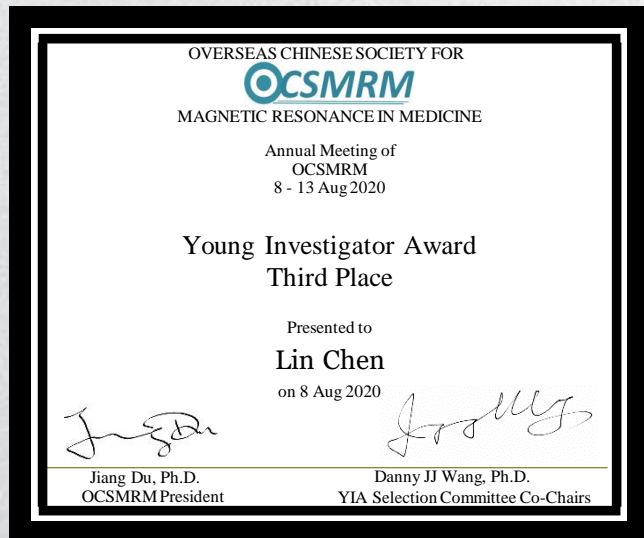 OVERSEAS CHINESE SOCIETY FOR
OCSMRM
MAGNETIC RESONANCE IN MEDICINE
Annual Meeting of
OCSMRM
8 - 13 Aug 2020
Young Investigator Award
Third Place
Presented to
Lin Chen
on 8 Aug 2020
Jiang Du, Ph.D.
OCSMRM President
Danny JJ Wang, Ph.D.
YIA Selection Committee Co-Chairs